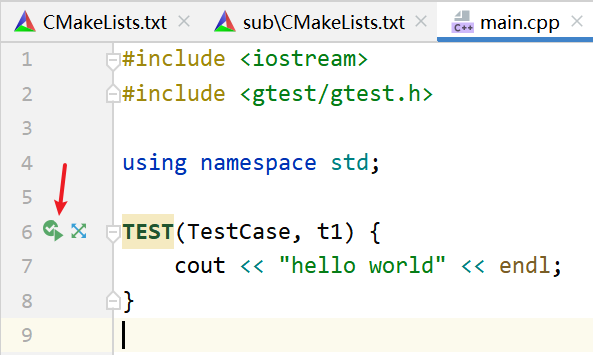 CMakeLists.txt × sub\CMakeLists.txt × main.cpp ×
1 #include <iostream>
2 #include <gtest/gtest.h>
3
4 using namespace std;
5
6 TEST(TestCase, t1) {
7 cout << "hello world" << endl;
8 }
9